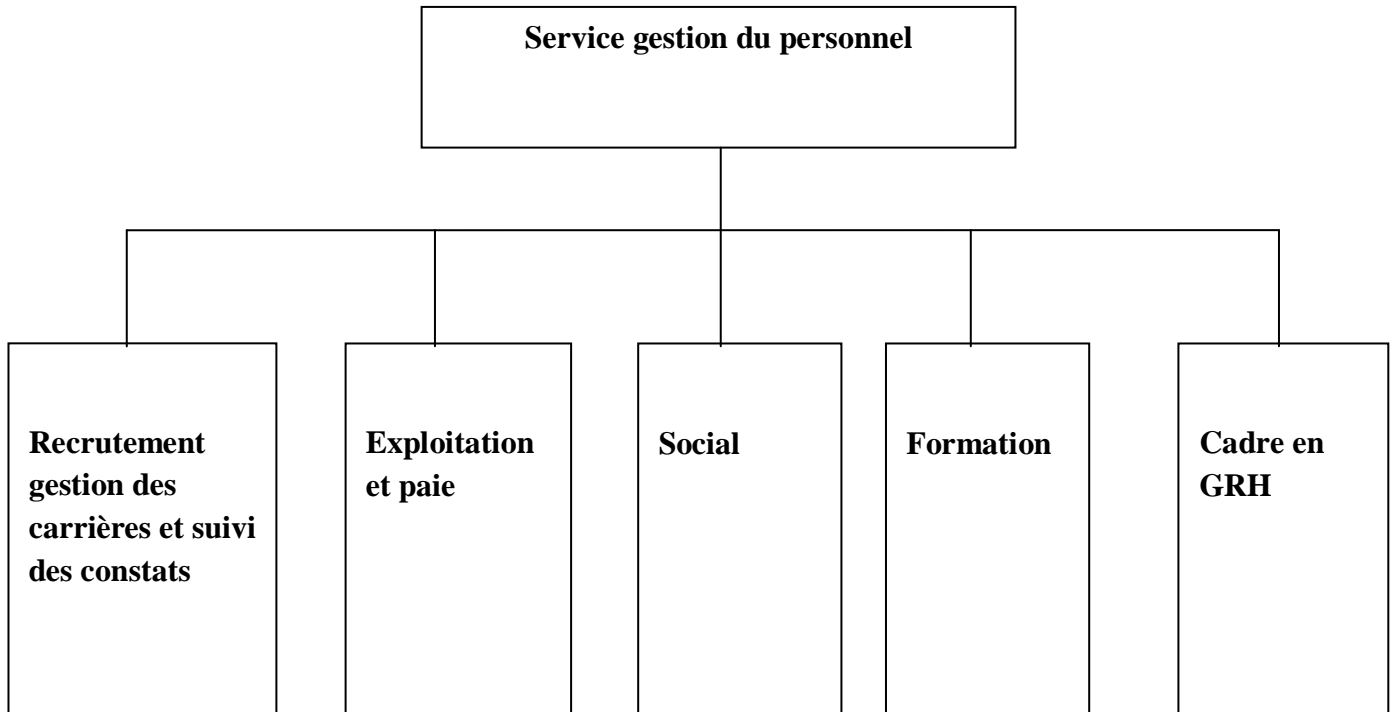 Service gestion du personnel
Recrutement
gestion des
carrières et suivi
des constats
Exploitation
et paie
Social
Formation
Cadre en
GRH